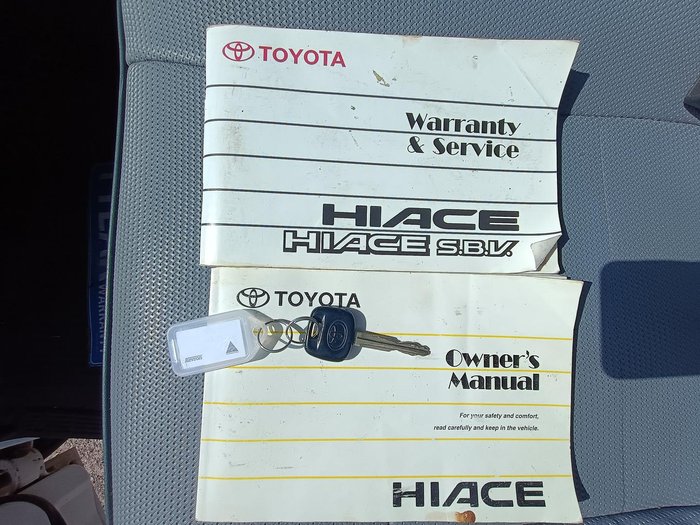 TOYOTA
Warranty
& Service
HIACE
HIACE S.B.V.
TOYOTA
Owner's
Manual
For your safety and comfort,
read carefully and keep in the vehicle.
HIACE